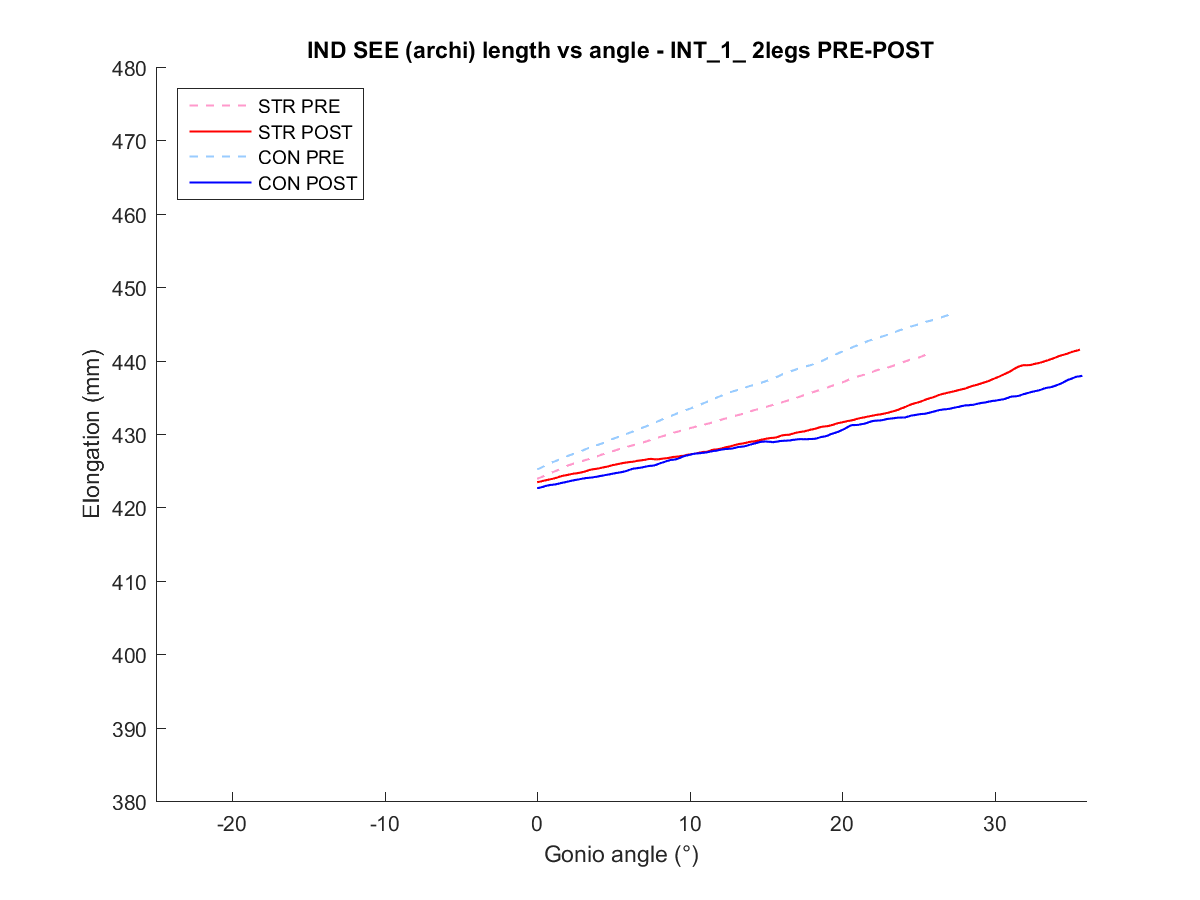 IND SEE (archi) length vs angle - INT_1_ 2legs PRE-POST
480
470
460
450
440
430
420
410
400
390
380
STR PRE
STR POST
CON PRE
CON POST
Elongation (mm)
-20 -10 0 10 20 30
Gonio angle (°)